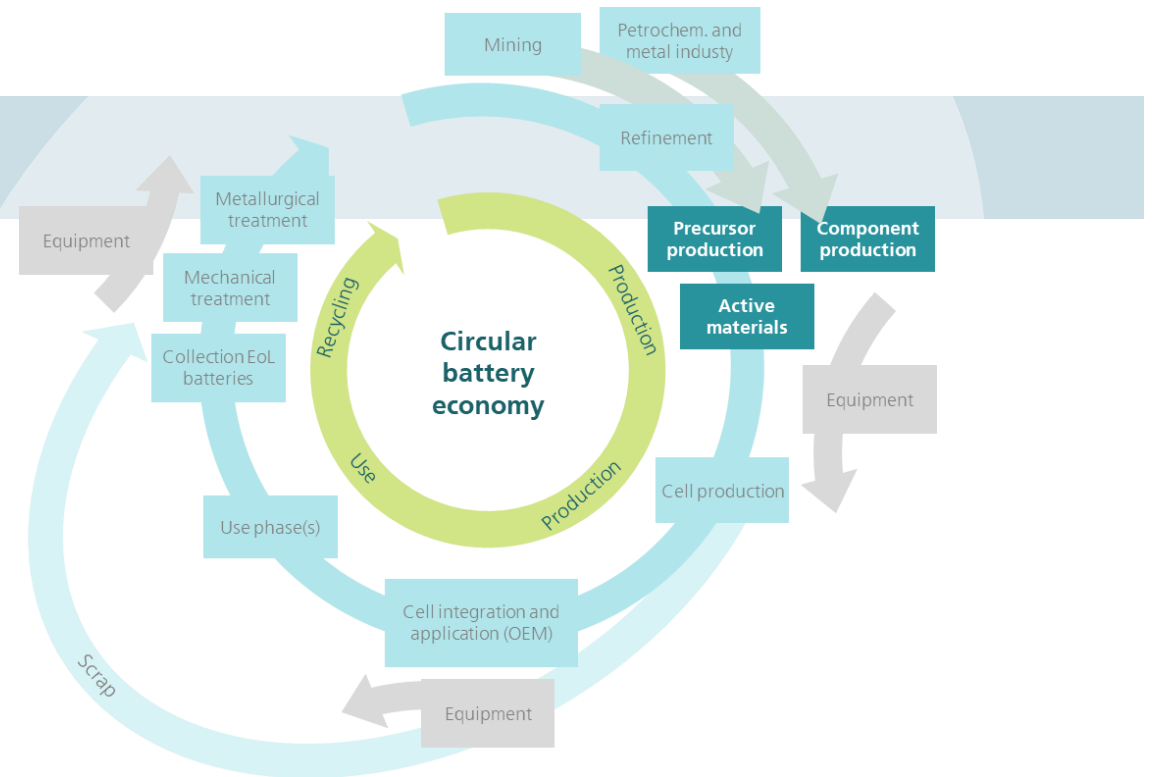 Mining
Petrochem. and
metal industy
Refinement
Metallurgical
treatment
Equipment
Precursor
production
Component
production
Mechanical
treatment
Active
materials
Recycling
Production
Circular
battery
economy
Collection EoL
batteries
Equipment
Use
Production
Cell production
Use phase(s)
Cell integration and
application (OEM)
Scrap
Equipment